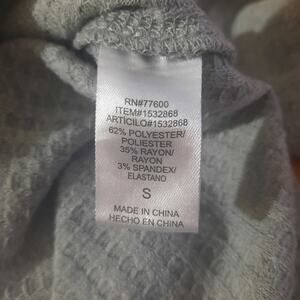 RN#77600
ITEM#1532868
ARTICILO#1532868
62% POLYESTER/
POLIESTER
35% RAYON/
RAYON
3% SPANDEX/
ELASTANO
S
MADE IN CHINA
HECHO EN CHINA